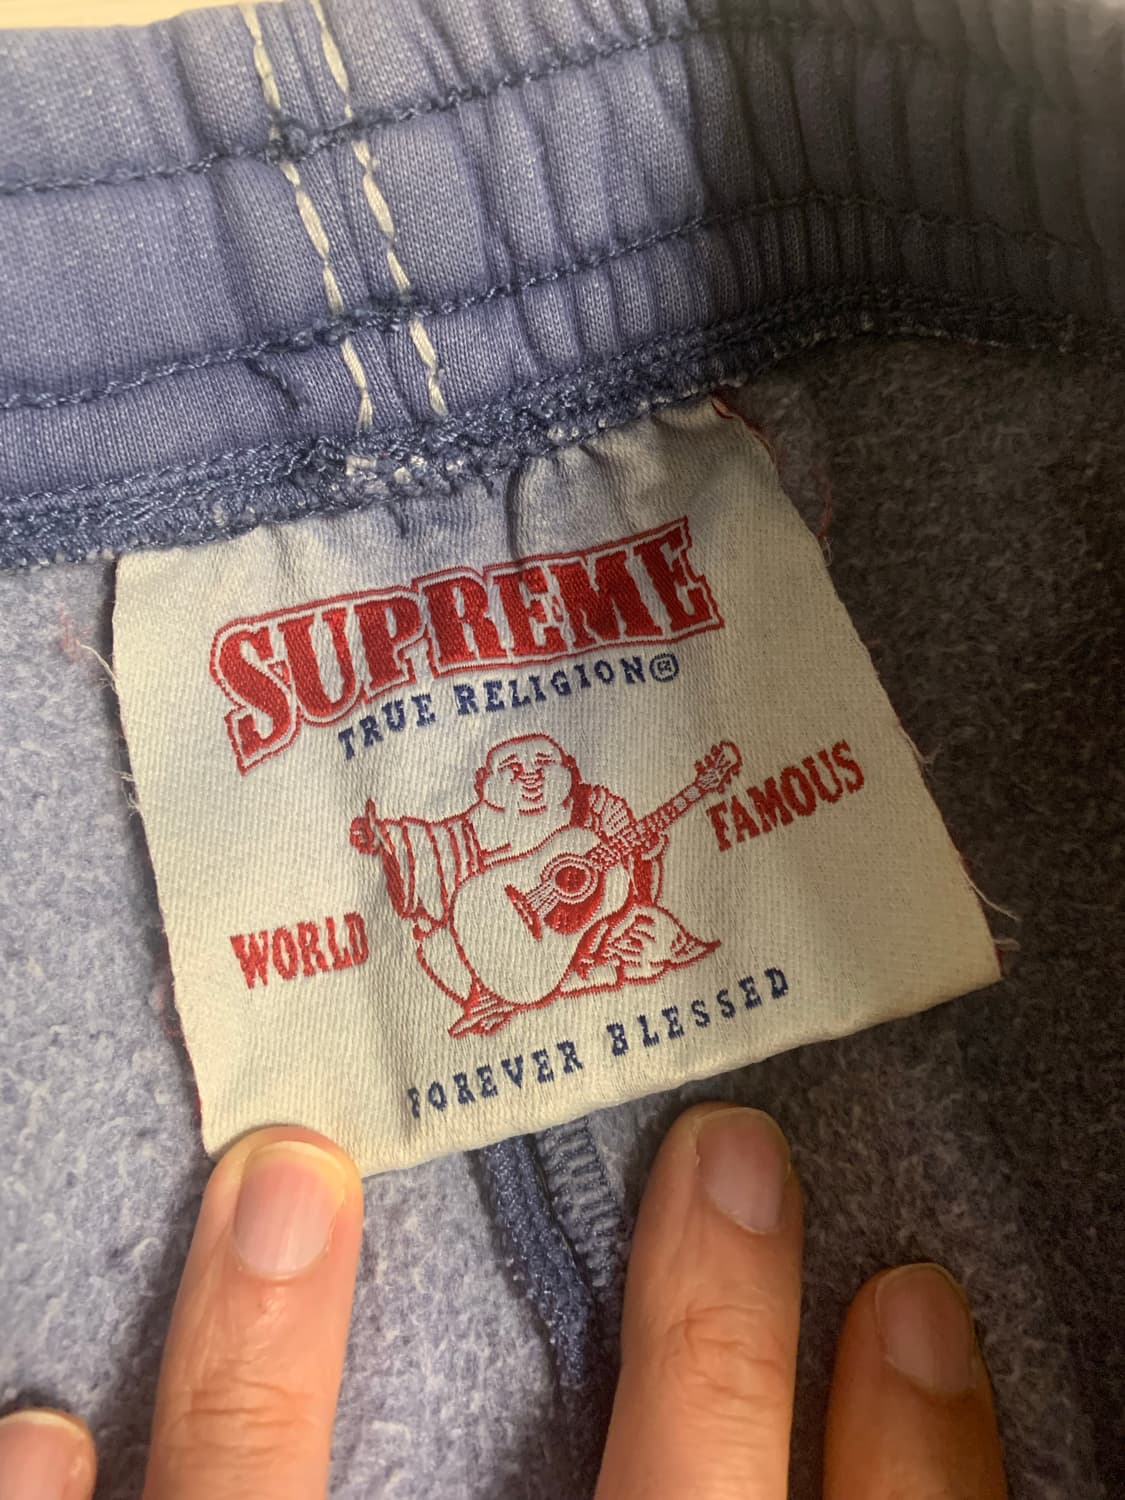 SUPREME
TRUE RELIGION®
WORLD FAMOUS
FOREVER BLESSED